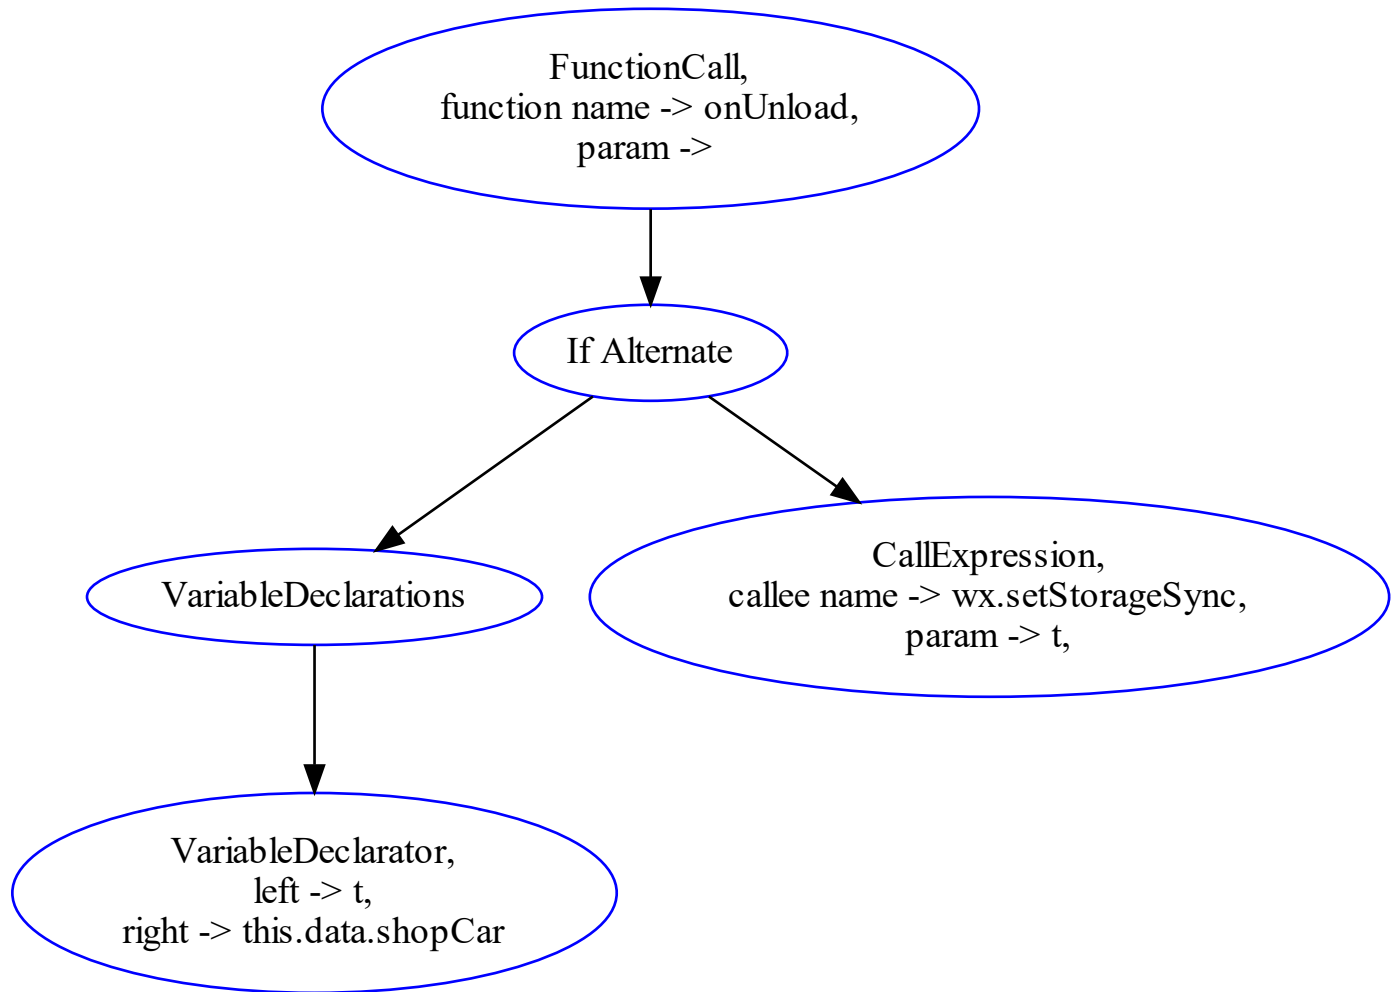 FunctionCall,
function name -> onUnload,
param ->
If Alternate
VariableDeclarations
CallExpression,
callee name -> wx.setStorageSync,
param -> t,
VariableDeclarator,
left -> t,
right -> this.data.shopCar